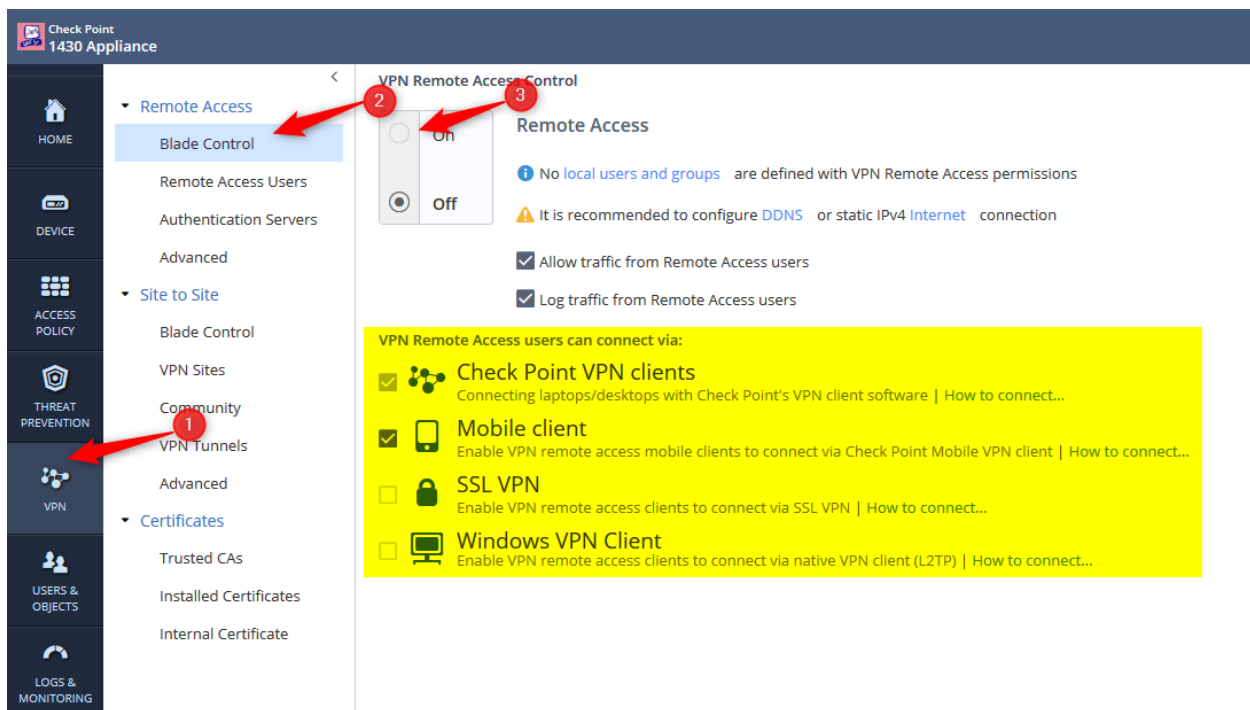 Check Point
1430 Appliance
HOME
DEVICE
ACCESS
POLICY
THREAT
PREVENTION
VPN
USERS &
OBJECTS
LOGS &
MONITORING
<
Remote Access
Blade Control
Remote Access Users
Authentication Servers
Advanced
Site to Site
Blade Control
VPN Sites
Community
VPN Tunnels
Advanced
Certificates
Trusted CAs
Installed Certificates
Internal Certificate
1
2
3
VPN Remote Access Control
On
Off
Remote Access
No local users and groups are defined with VPN Remote Access permissions
It is recommended to configure DDNS or static IPv4 Internet connection
Allow traffic from Remote Access users
Log traffic from Remote Access users
VPN Remote Access users can connect via:
Check Point VPN clients
Connecting laptops/desktops with Check Point's VPN client software | How to connect...
Mobile client
Enable VPN remote access mobile clients to connect via Check Point Mobile VPN client | How to connect...
SSL VPN
Enable VPN remote access clients to connect via SSL VPN | How to connect...
Windows VPN Client
Enable VPN remote access clients to connect via native VPN client (L2TP) | How to connect...